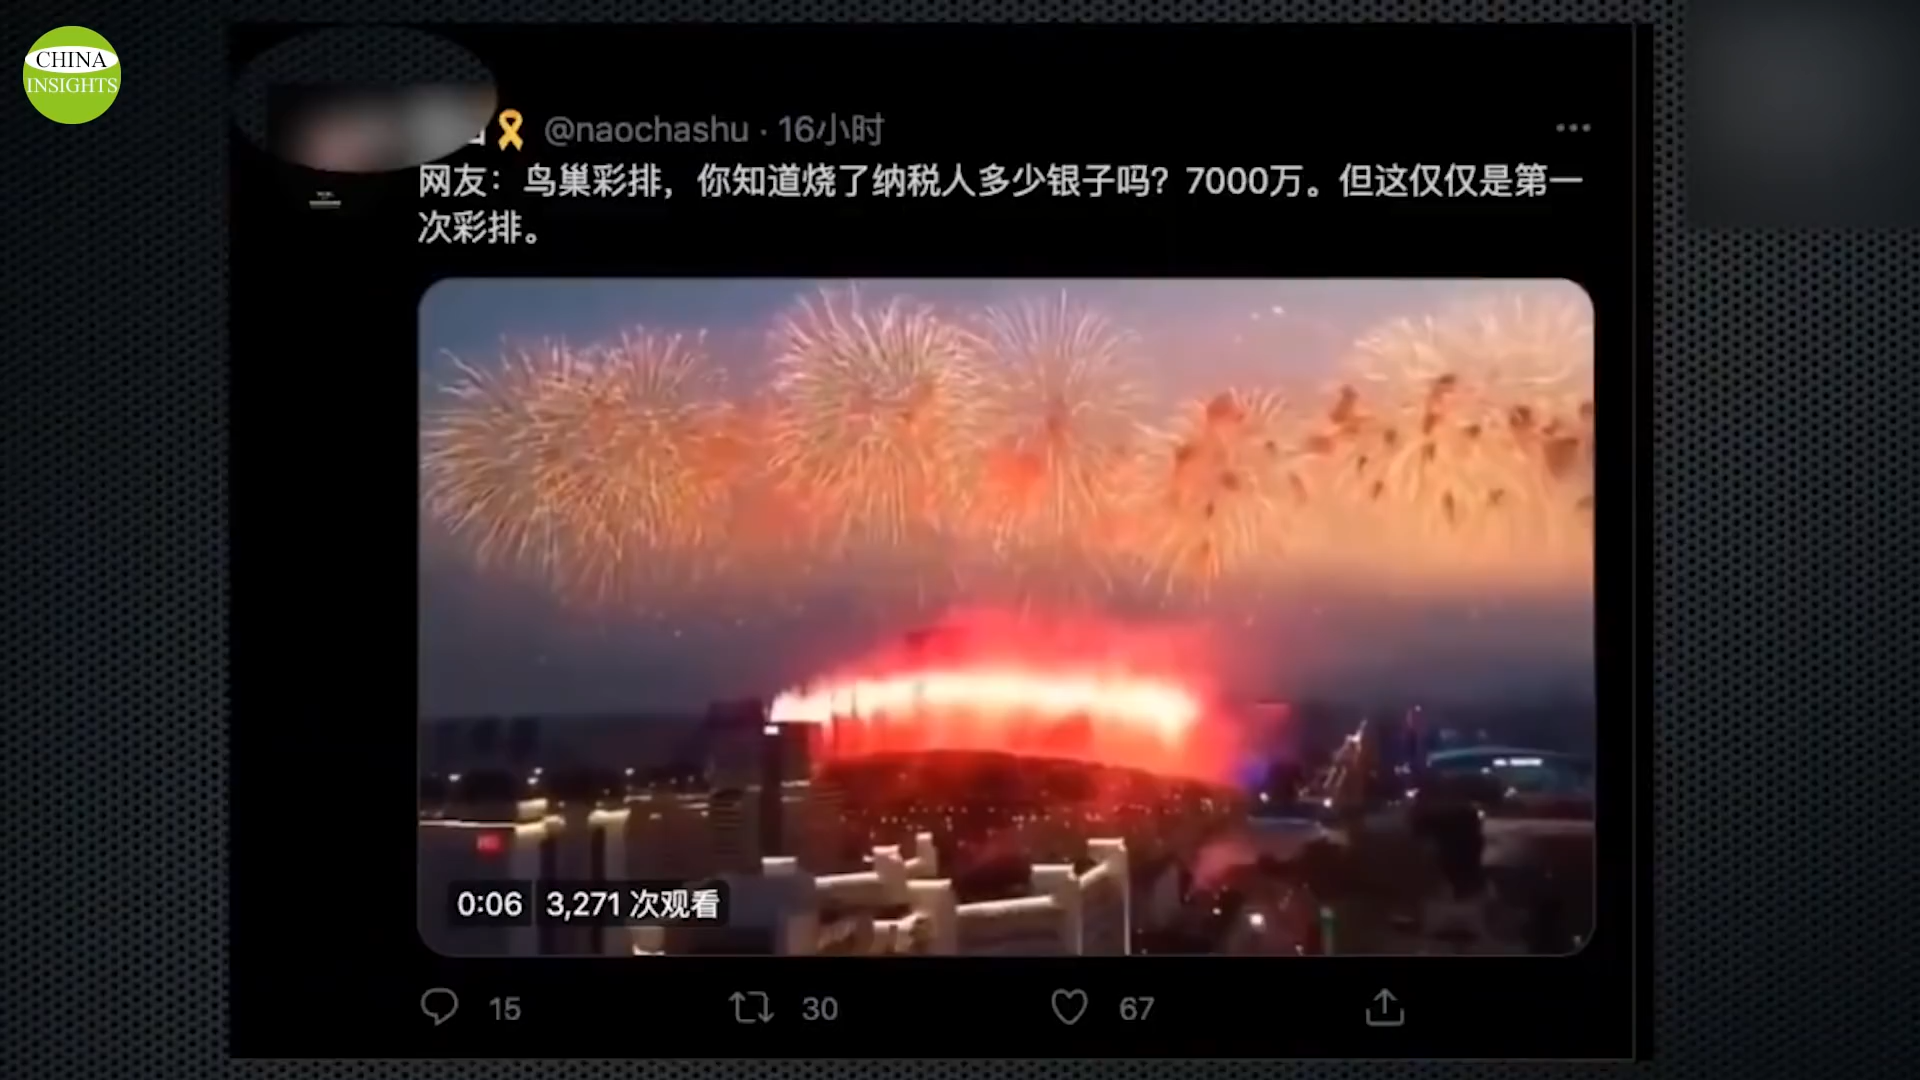 CHINA
INSIGHTS
@naochashu · 16小时
网友：鸟巢彩排，你知道烧了纳税人多少银子吗？7000万。但这仅仅是第一
次彩排。
0:06 3,271 次观看
15 30 67